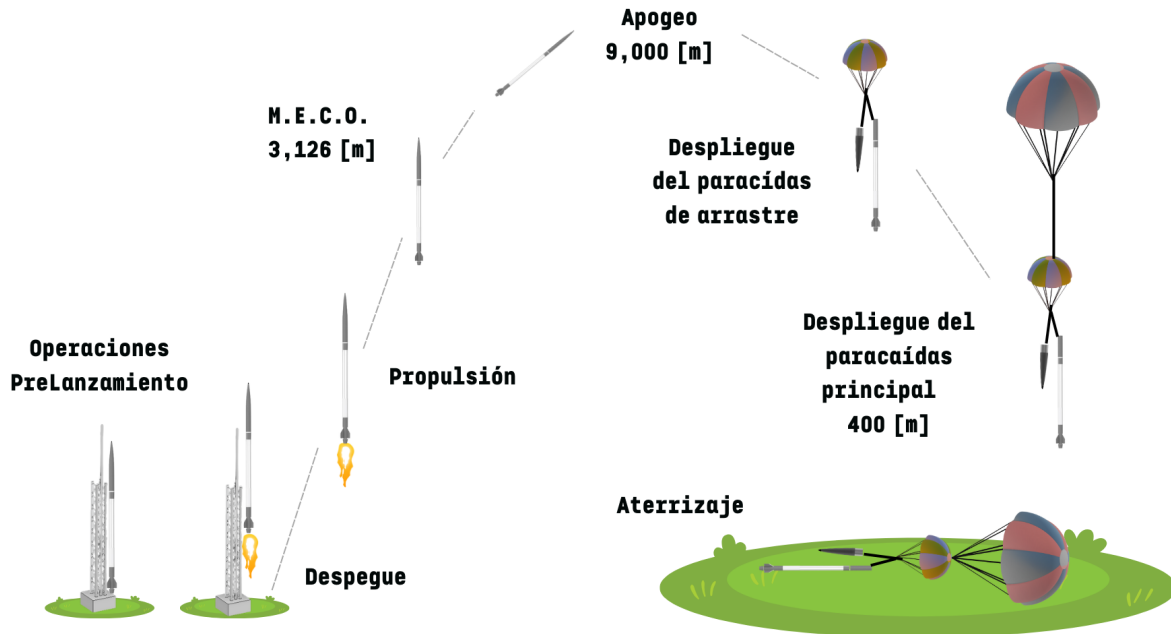 Operaciones
PreLanzamiento
Despegue
Propulsión
M.E.C.O.
3,126 [m]
Apogeo
9,000 [m]
Despliegue
del paracídas
de arrastre
Despliegue del
paracaídas
principal
400 [m]
Aterrizaje